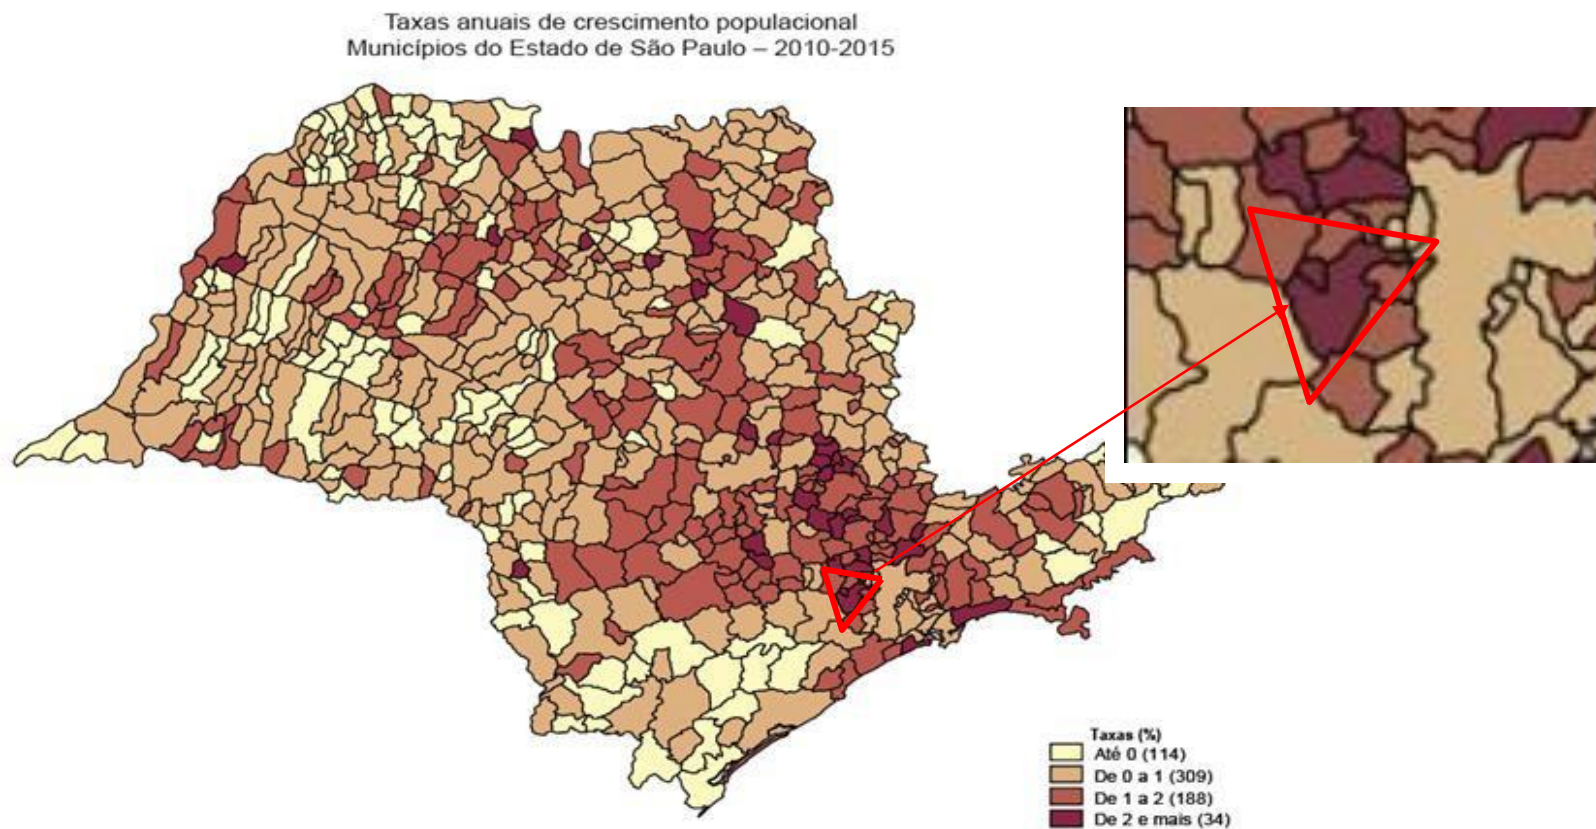 Taxas anuais de crescimento populacional
Municípios do Estado de São Paulo – 2010-2015
Taxas (%)
Até 0 (114)
De 0 a 1 (309)
De 1 a 2 (188)
De 2 e mais (34)